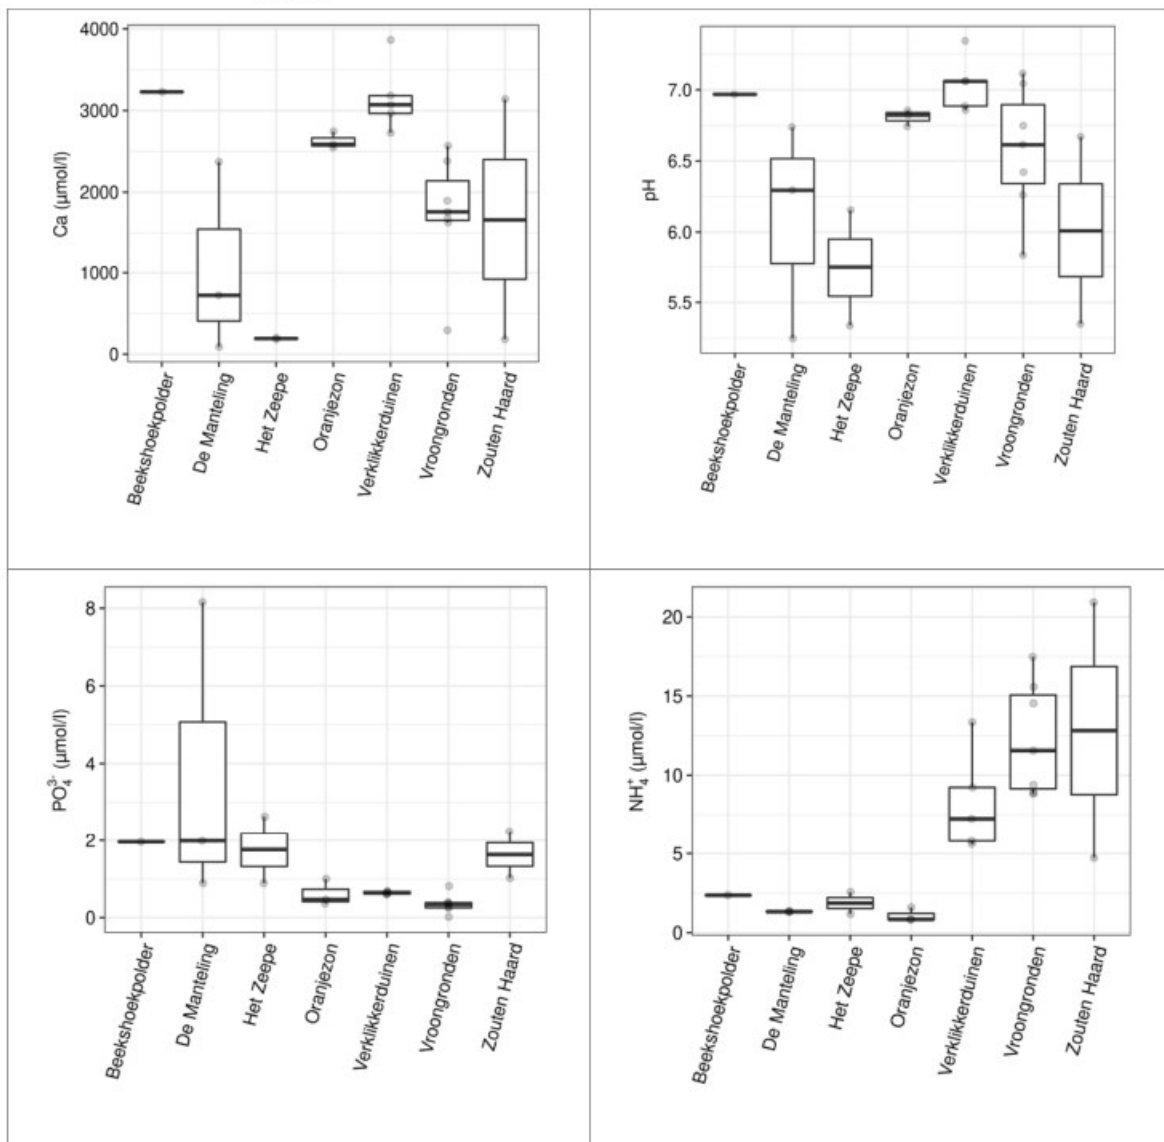 Ca (µmol/l)
4000
3000
2000
1000
0
Beekshoekpolder
De Manteling
Het Zeepe
Oranjezon
Verklikkerduinen
Vroongronden
Zouten Haard
pH
7.0
6.5
6.0
5.5
Beekshoekpolder
De Manteling
Het Zeepe
Oranjezon
Verklikkerduinen
Vroongronden
Zouten Haard
PO₄³⁻ (µmol/l)
8
6
4
2
0
Beekshoekpolder
De Manteling
Het Zeepe
Oranjezon
Verklikkerduinen
Vroongronden
Zouten Haard
NH₄⁺ (µmol/l)
20
15
10
5
0
Beekshoekpolder
De Manteling
Het Zeepe
Oranjezon
Verklikkerduinen
Vroongronden
Zouten Haard